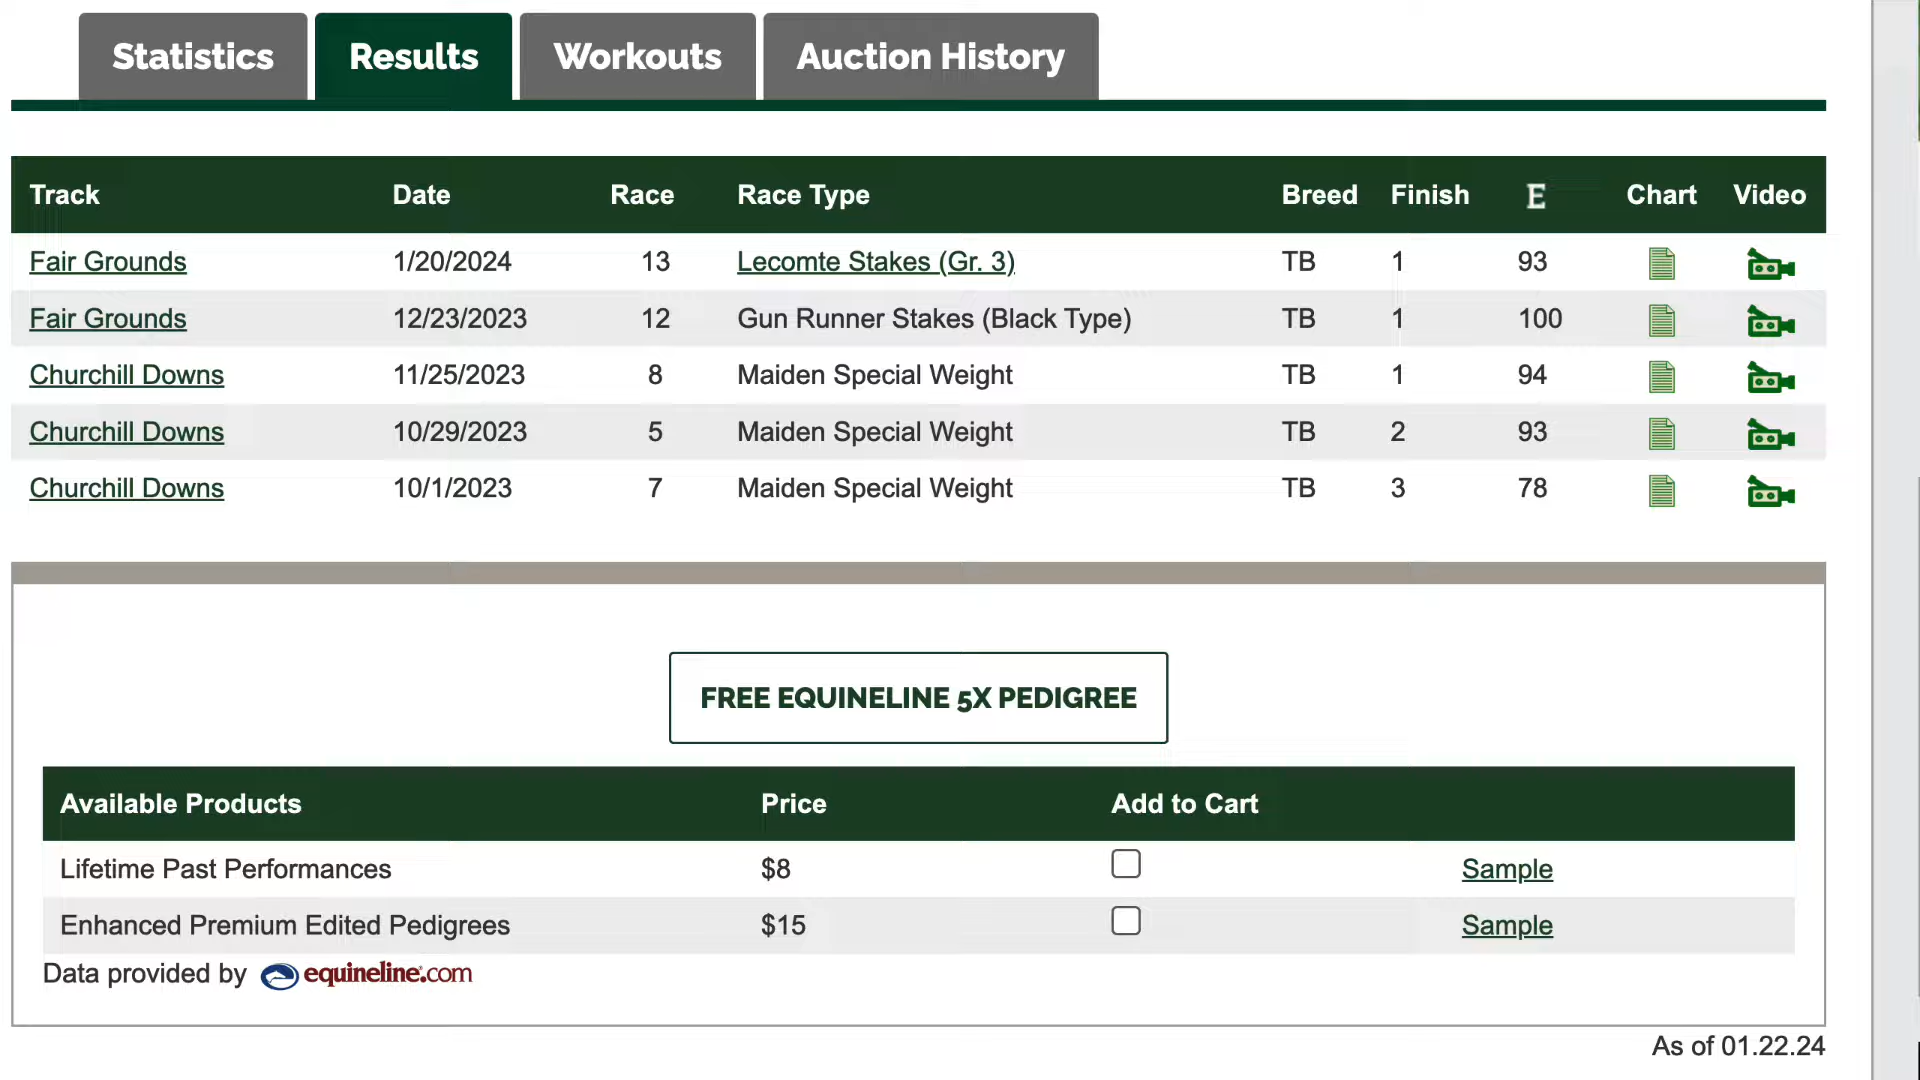 Statistics Results Workouts Auction History
Track Date Race Race Type Breed Finish E Chart Video
Fair Grounds 1/20/2024 13 Lecomte Stakes (Gr. 3) TB 1 93
Fair Grounds 12/23/2023 12 Gun Runner Stakes (Black Type) TB 1 100
Churchill Downs 11/25/2023 8 Maiden Special Weight TB 1 94
Churchill Downs 10/29/2023 5 Maiden Special Weight TB 2 93
Churchill Downs 10/1/2023 7 Maiden Special Weight TB 3 78
FREE EQUINELINE 5X PEDIGREE
Available Products Price Add to Cart
Lifetime Past Performances $8 Sample
Enhanced Premium Edited Pedigrees $15 Sample
Data provided by equineline.com
As of 01.22.24